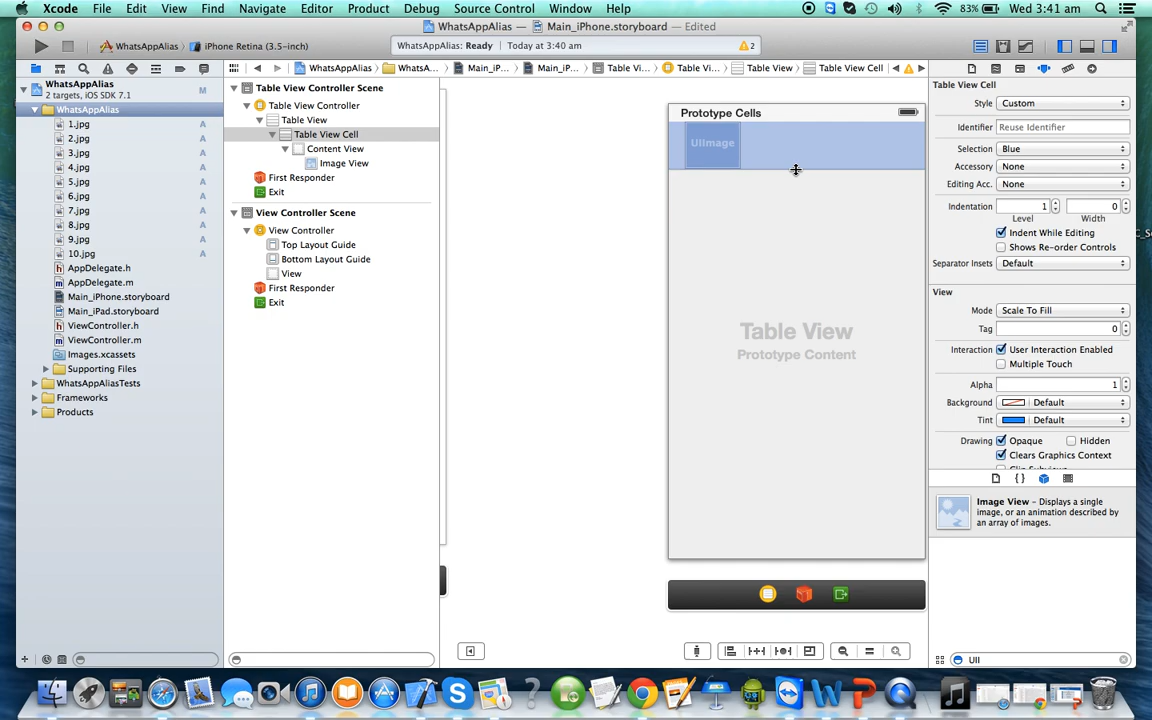 Xcode File Edit View Find Navigate Editor Product Debug Source Control Window Help 83% Wed 3:41 am
WhatsAppAlias — Main_iPhone.storyboard — Edited
WhatsAppAlias iPhone Retina (3.5-inch) WhatsAppAlias: Ready | Today at 3:40 am 2
WhatsAppAlias WhatsA... Main_iP... Main_iP... Table Vi... Table Vi... Table View Table View Cell
WhatsAppAlias
2 targets, iOS SDK 7.1 M
WhatsAppAlias
1.jpg A
2.jpg A
3.jpg A
4.jpg A
5.jpg A
6.jpg A
7.jpg A
8.jpg A
9.jpg A
10.jpg A
AppDelegate.h
AppDelegate.m
Main_iPhone.storyboard
Main_iPad.storyboard
ViewController.h
ViewController.m
Images.xcassets
Supporting Files
WhatsAppAliasTests
Frameworks
Products
Table View Controller Scene
Table View Controller
Table View
Table View Cell
Content View
Image View
First Responder
Exit
View Controller Scene
View Controller
Top Layout Guide
Bottom Layout Guide
View
First Responder
Exit
Prototype Cells
UIImage
Table View
Prototype Content
Table View Cell
Style Custom
Identifier Reuse Identifier
Selection Blue
Accessory None
Editing Acc. None
Indentation 1 0
Level Width
Indent While Editing
Shows Re-order Controls
Separator Insets Default
View
Mode Scale To Fill
Tag 0
Interaction User Interaction Enabled
Multiple Touch
Alpha 1
Background Default
Tint Default
Drawing Opaque Hidden
Clears Graphics Context
Image View – Displays a single
image, or an animation described by
an array of images.
UII